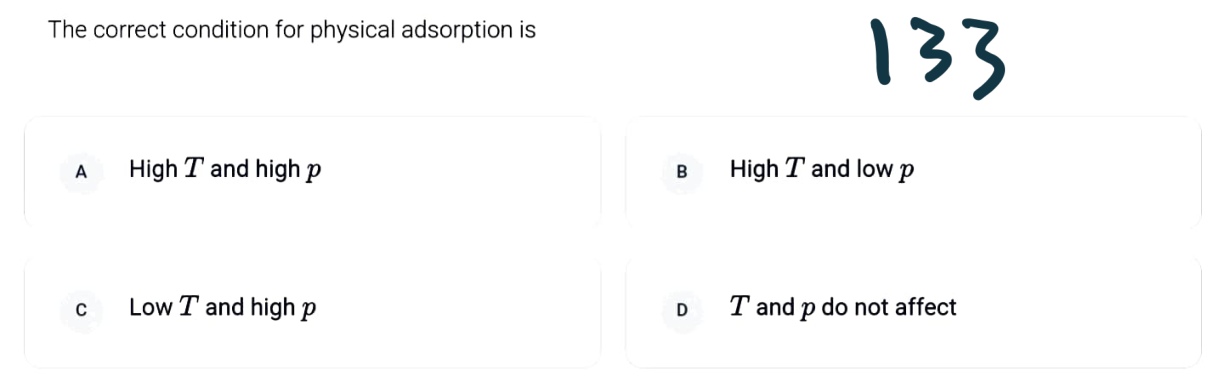 The correct condition for physical adsorption is
133
A High T and high p
B High T and low p
C Low T and high p
D T and p do not affect